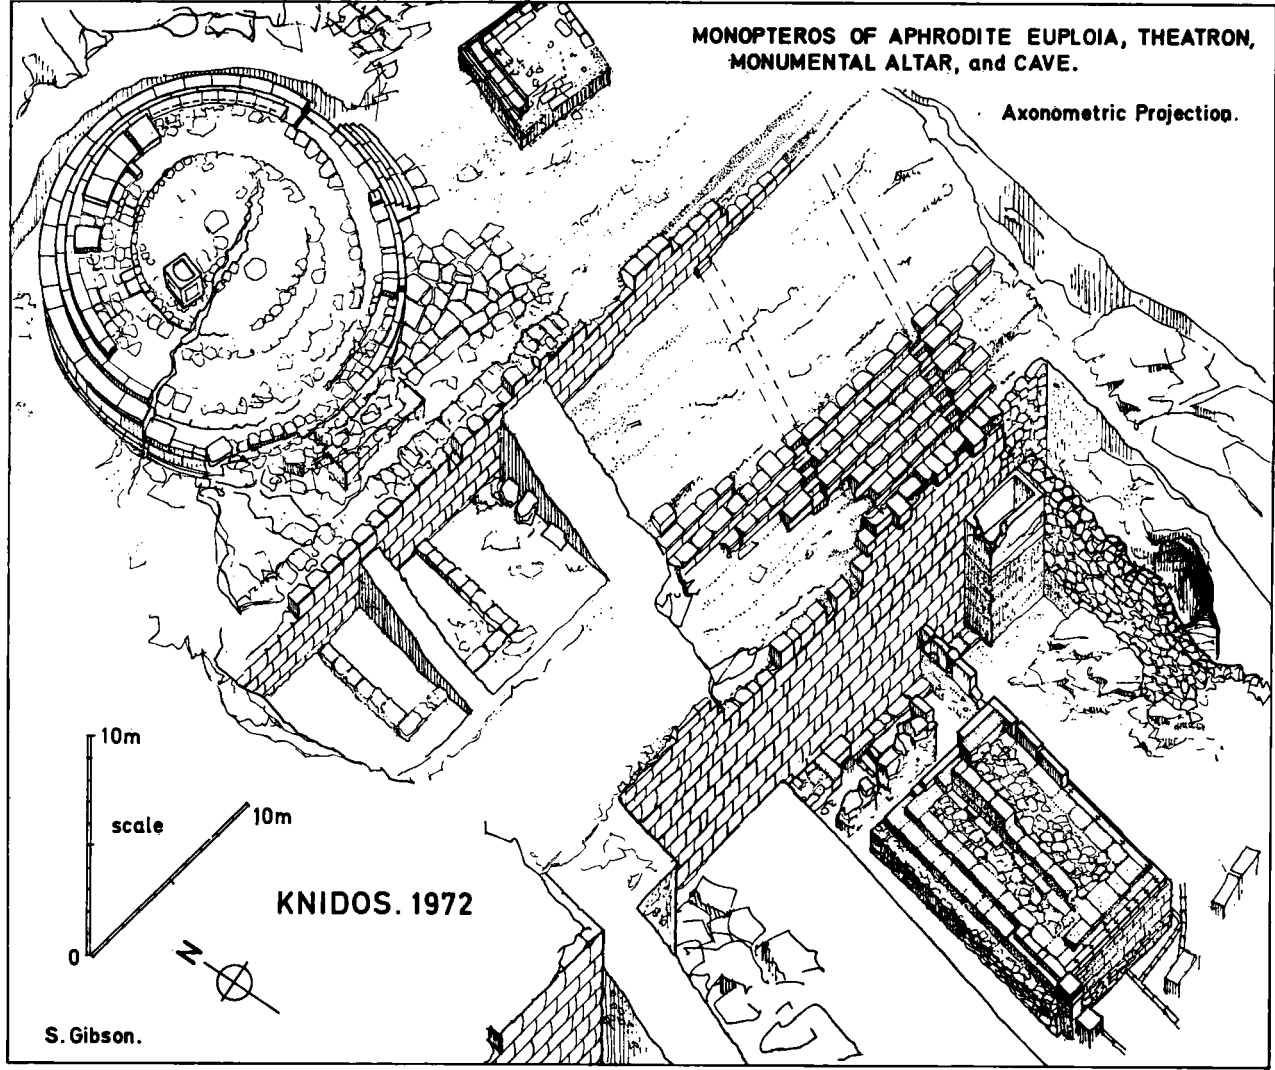 MONOPTEROS OF APHRODITE EUPLOIA, THEATRON,
MONUMENTAL ALTAR, and CAVE.
Axonometric Projection.
10m
scale
10m
0
KNIDOS. 1972
N
S. Gibson.